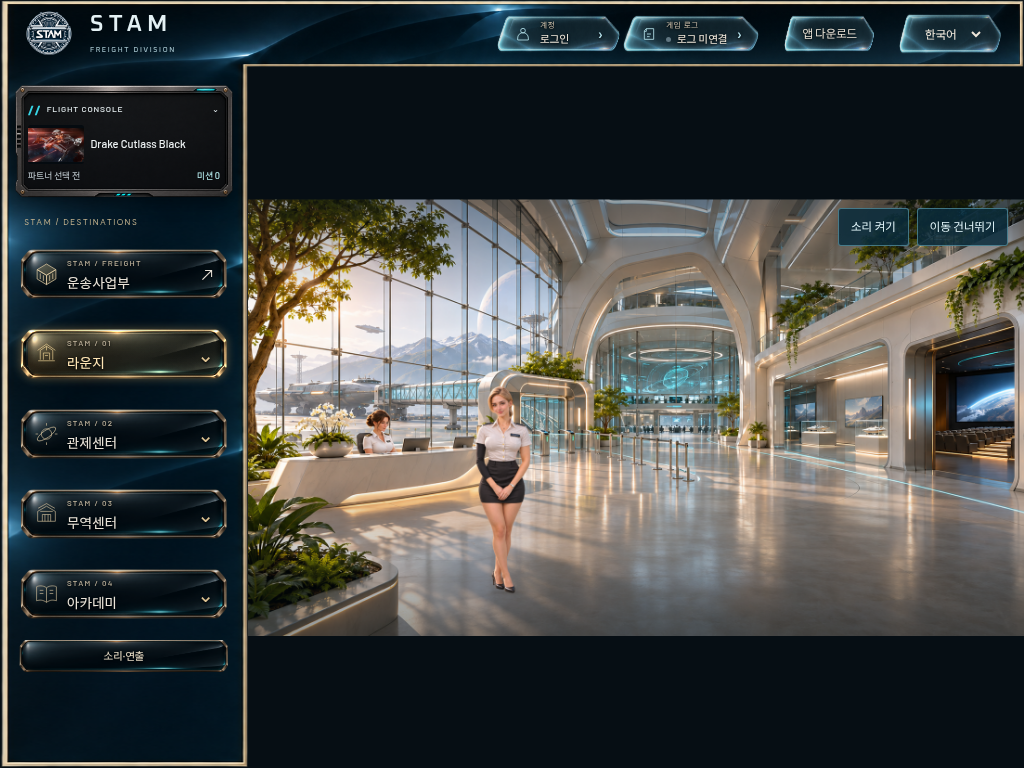 STAM
STAM
FREIGHT DIVISION
계정
로그인
게임 로그
로그 미연결
앱 다운로드
한국어
// FLIGHT CONSOLE
Drake Cutlass Black
파트너 선택 전
미션 0
STAM / DESTINATIONS
STAM / FREIGHT
운송사업부
STAM / 01
라운지
STAM / 02
관제센터
STAM / 03
무역센터
STAM / 04
아카데미
소리·연출
소리 켜기
이동 건너뛰기